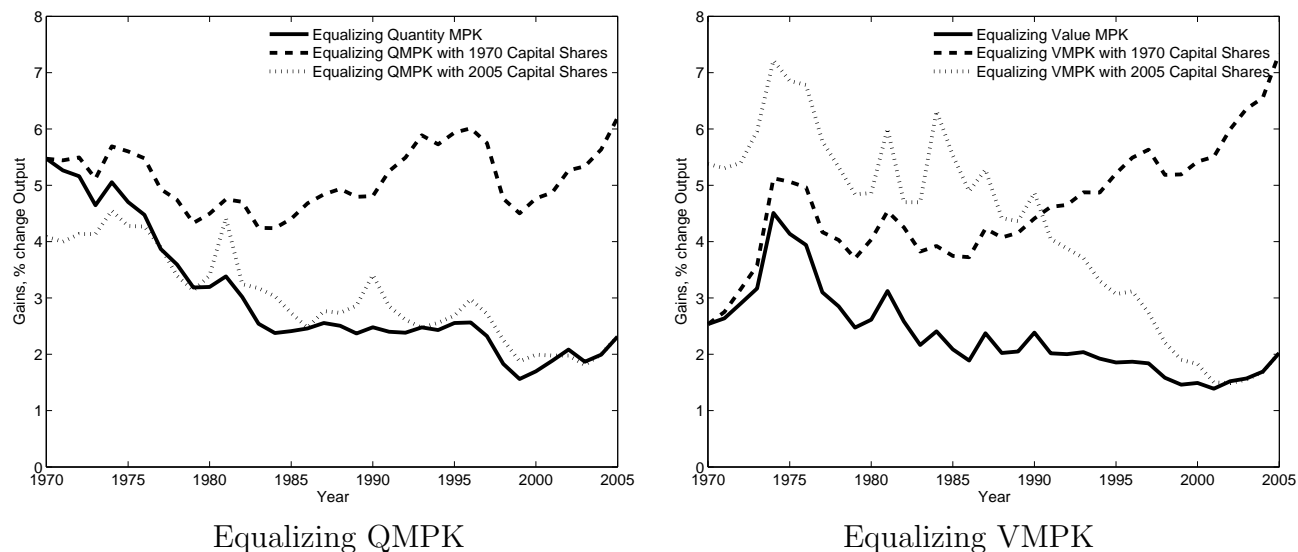 8
7
6
5
4
3
2
1
0
Gains, % change Output
Equalizing Quantity MPK
Equalizing QMPK with 1970 Capital Shares
Equalizing QMPK with 2005 Capital Shares
1970 1975 1980 1985 1990 1995 2000 2005
Year
Equalizing QMPK
8
7
6
5
4
3
2
1
0
Gains, % change Output
Equalizing Value MPK
Equalizing VMPK with 1970 Capital Shares
Equalizing VMPK with 2005 Capital Shares
1970 1975 1980 1985 1990 1995 2000 2005
Year
Equalizing VMPK